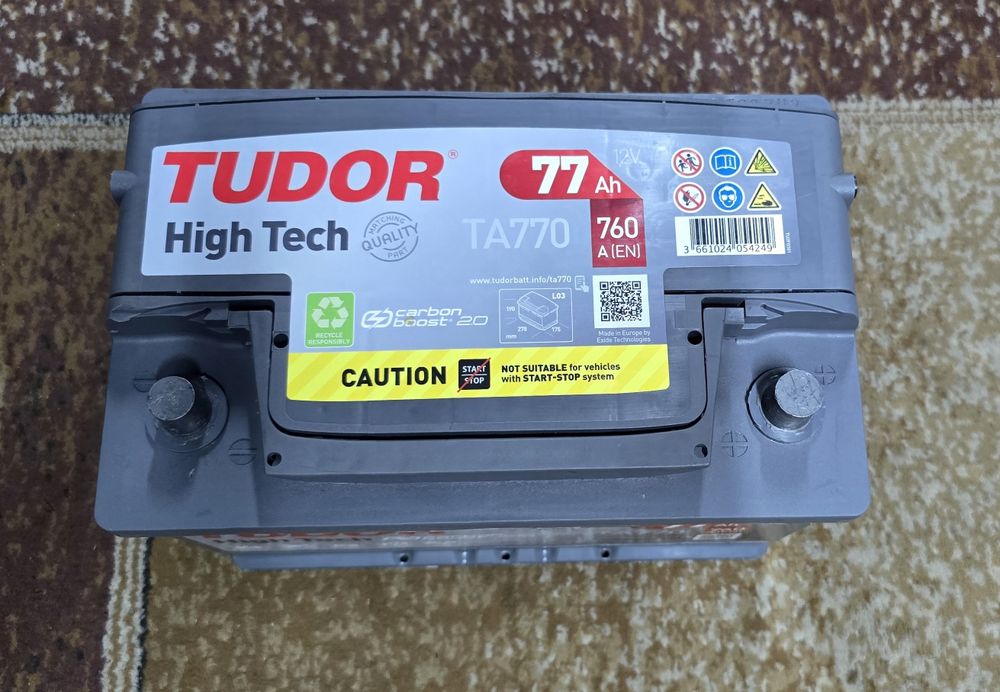 TUDOR®
High Tech
MATCHING
QUALITY
PART
77 Ah
12V
TA770
760
A (EN)
3 661024 054249
www.tudorbatt.info/ta770
RECYCLE
RESPONSIBLY
carbon
boost 2.0
L03
190
278
175
mm
Made in Europe by
Exide Technologies
CAUTION
START
STOP
NOT SUITABLE for vehicles
with START-STOP system